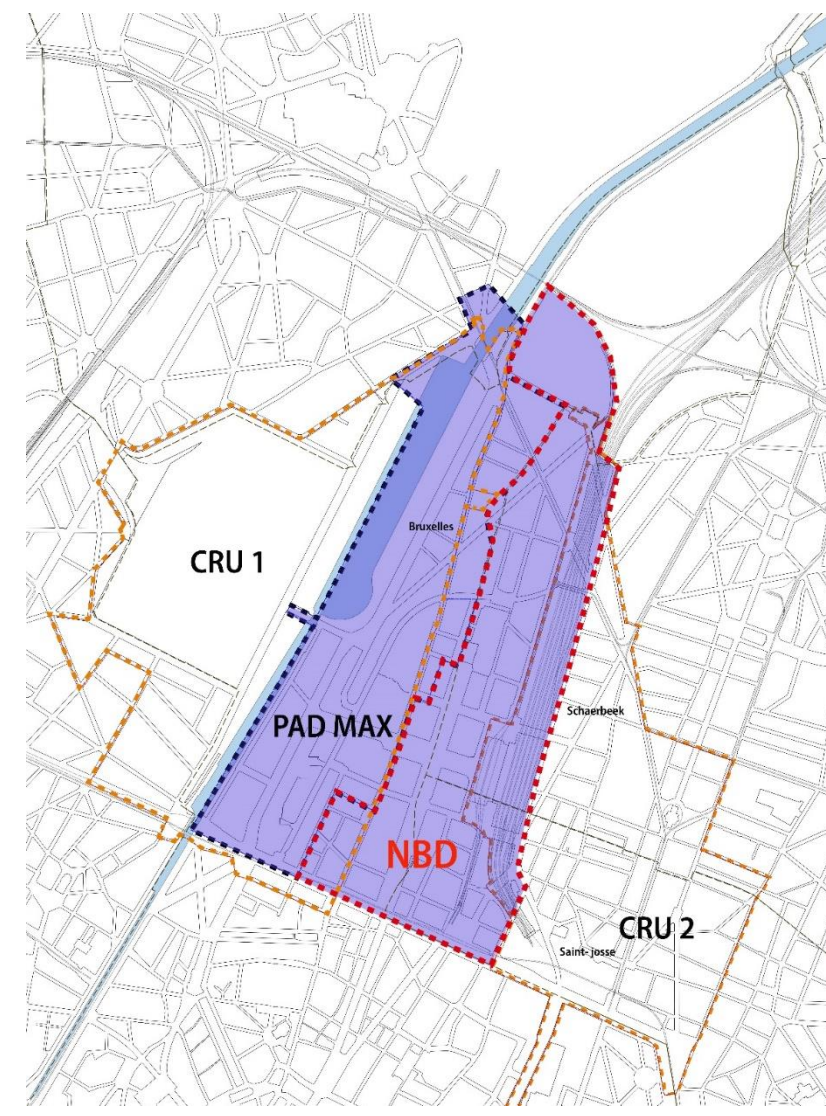 Bruxelles
CRU 1
Schaerbeek
PAD MAX
NBD
CRU 2
Saint- josse